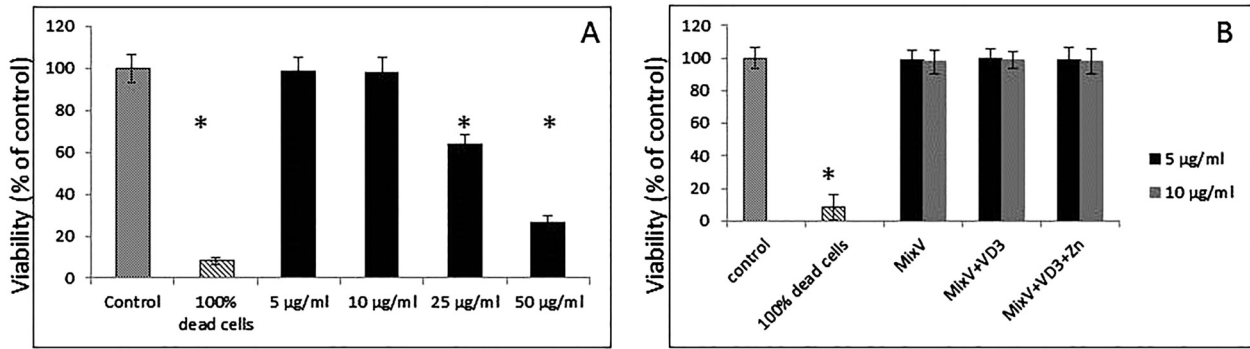 A
Viability (% of control)
120
100
80
60
40
20
0
*
*
*
Control
100%
dead cells
5 µg/ml
10 µg/ml
25 µg/ml
50 µg/ml
B
Viability (% of control)
120
100
80
60
40
20
0
*
control
100% dead cells
MixV
MixV+VD3
MixV+VD3+Zn
5 µg/ml
10 µg/ml